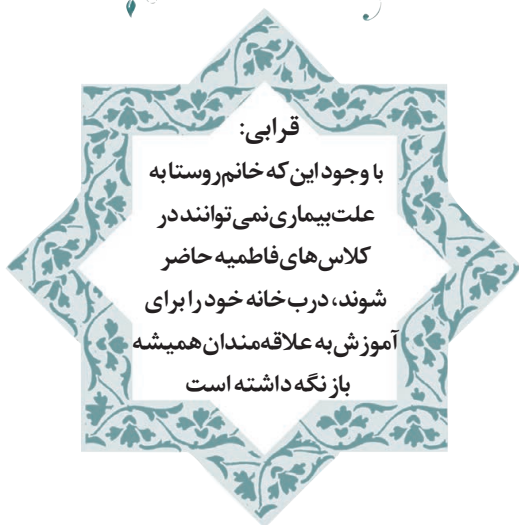 قرابی:
با وجود این که خانم روستا به
علت بیماری نمی توانند در
کلاس های فاطمیه حاضر
شوند، درب خانه خود را برای
آموزش به علاقه مندان همیشه
باز نگه داشته است